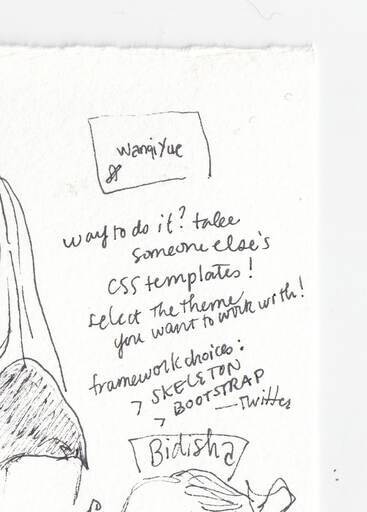 WangiYue
way to do it? take
someone else's
CSS templates!
select the theme
you want to work with!
framework choices:
> SKELETON
> BOOTSTRAP
—Twitter
Bidisha